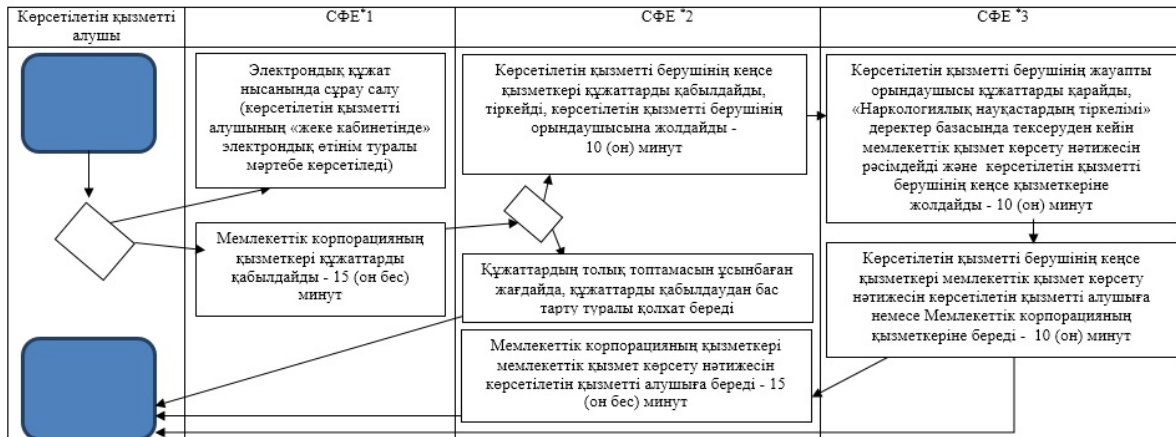 Көрсетілетін қызметті
алушы
СФЕ*1
СФЕ *2
СФЕ *3
Электрондық құжат
нысанында сұрау салу
(көрсетілетін қызметті
алушының «жеке кабинетінде»
электрондық өтінім туралы
мәртебе көрсетіледі)
Мемлекеттік корпорацияның
қызметкері құжаттарды
қабылдайды - 15 (он бес)
минут
Көрсетілетін қызметті берушінің кеңсе
қызметкері құжаттарды қабылдайды,
тіркейді, көрсетілетін қызметті берушінің
орындаушысына жолдайды -
10 (он) минут
Құжаттардың толық топтамасын ұсынбаған
жағдайда, құжаттарды қабылдаудан бас
тарту туралы қолхат береді
Мемлекеттік корпорацияның қызметкері
мемлекеттік қызмет көрсету нәтижесін
көрсетілетін қызметті алушыға береді - 15
(он бес) минут
Көрсетілетін қызметті берушінің жауапты
орындаушысы құжаттарды қарайды,
«Наркологиялық науқастардың тіркелімі»
деректер базасында тексеруден кейін
мемлекеттік қызмет көрсету нәтижесін
рәсімдейді және көрсетілетін қызметті
берушінің кеңсе қызметкеріне
жолдайды - 10 (он) минут
Көрсетілетін қызметті берушінің кеңсе
қызметкері мемлекеттік қызмет көрсету
нәтижесін көрсетілетін қызметті алушыға
немесе Мемлекеттік корпорацияның
қызметкеріне береді - 10 (он) минут